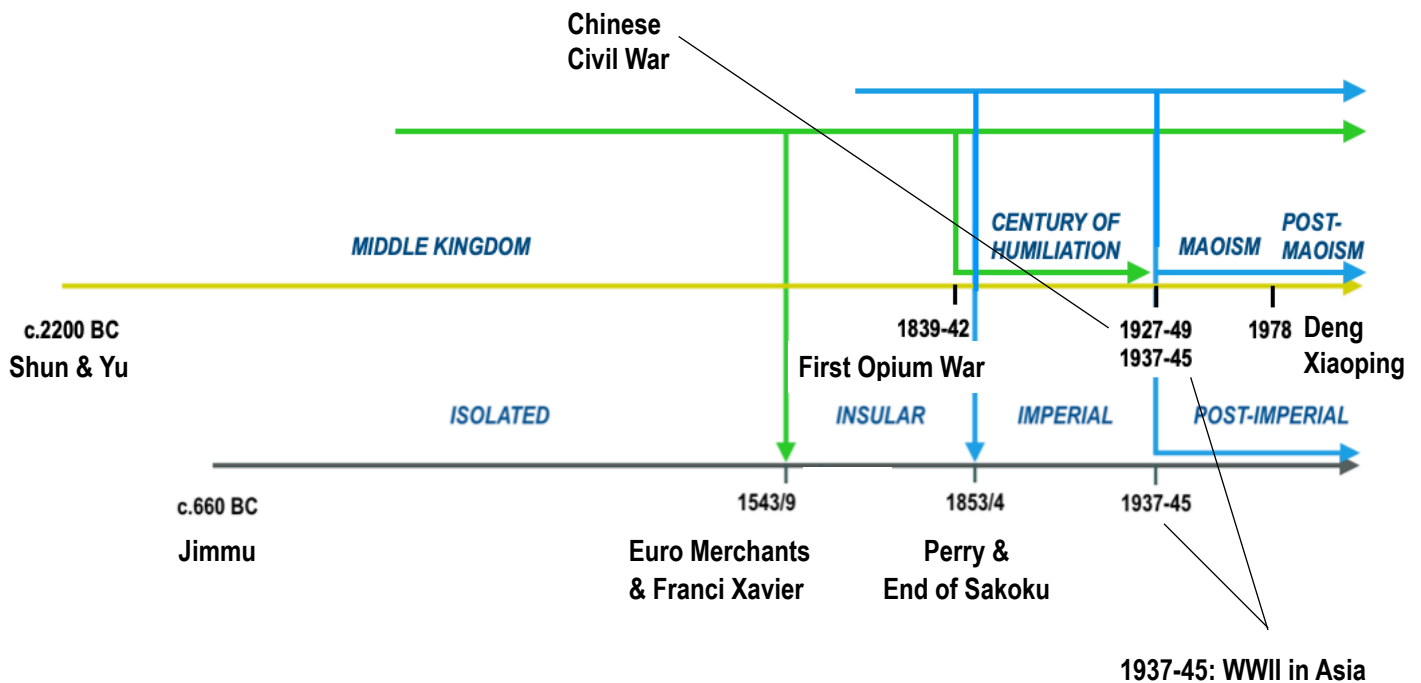 Chinese
Civil War
CENTURY OF
HUMILIATION
POST-
MAOISM
MIDDLE KINGDOM
MAOISM
c.2200 BC
1839-42
1927-49
1978
Deng
Xiaoping
Shun & Yu
First Opium War
1937-45
ISOLATED
INSULAR
IMPERIAL
POST-IMPERIAL
c.660 BC
1543/9
1853/4
1937-45
Jimmu
Euro Merchants
& Franci Xavier
Perry &
End of Sakoku
1937-45: WWII in Asia